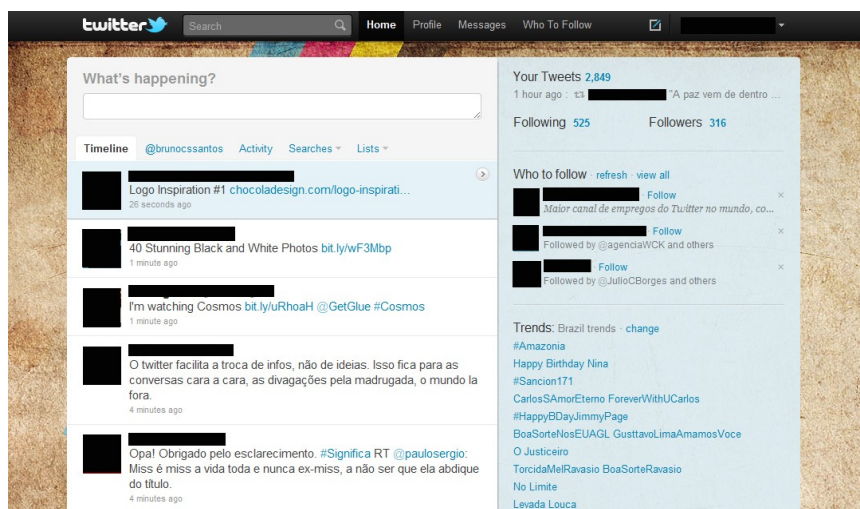 twitter
Search
Home Profile Messages Who To Follow
What's happening?
Timeline @brunocssantos Activity Searches Lists
Logo Inspiration #1 chocoladesign.com/logo-inspirati…
26 seconds ago
40 Stunning Black and White Photos bit.ly/wF3Mbp
1 minute ago
I'm watching Cosmos bit.ly/uRhoaH @GetGlue #Cosmos
1 minute ago
O twitter facilita a troca de infos, não de ideias. Isso fica para as
conversas cara a cara, as divagações pela madrugada, o mundo la
fora.
4 minutes ago
Opa! Obrigado pelo esclarecimento. #Significa RT @paulosergio:
Miss é miss a vida toda e nunca ex-miss, a não ser que ela abdique
do título.
4 minutes ago
Your Tweets 2,849
1 hour ago : "A paz vem de dentro ...
Following 525 Followers 316
Who to follow · refresh · view all
· Follow
Maior canal de empregos do Twitter no mundo, co...
· Follow
Followed by @agenciaWCK and others
· Follow
Followed by @JulioCBorges and others
Trends: Brazil trends · change
#Amazonia
Happy Birthday Nina
#Sancion171
CarlosSAmorEterno ForeverWithUCarlos
#HappyBDayJimmyPage
BoaSorteNosEUAGL GusttavoLimaAmamosVoce
O Justiceiro
TorcidaMelRavasio BoaSorteRavasio
No Limite
Levada Louca